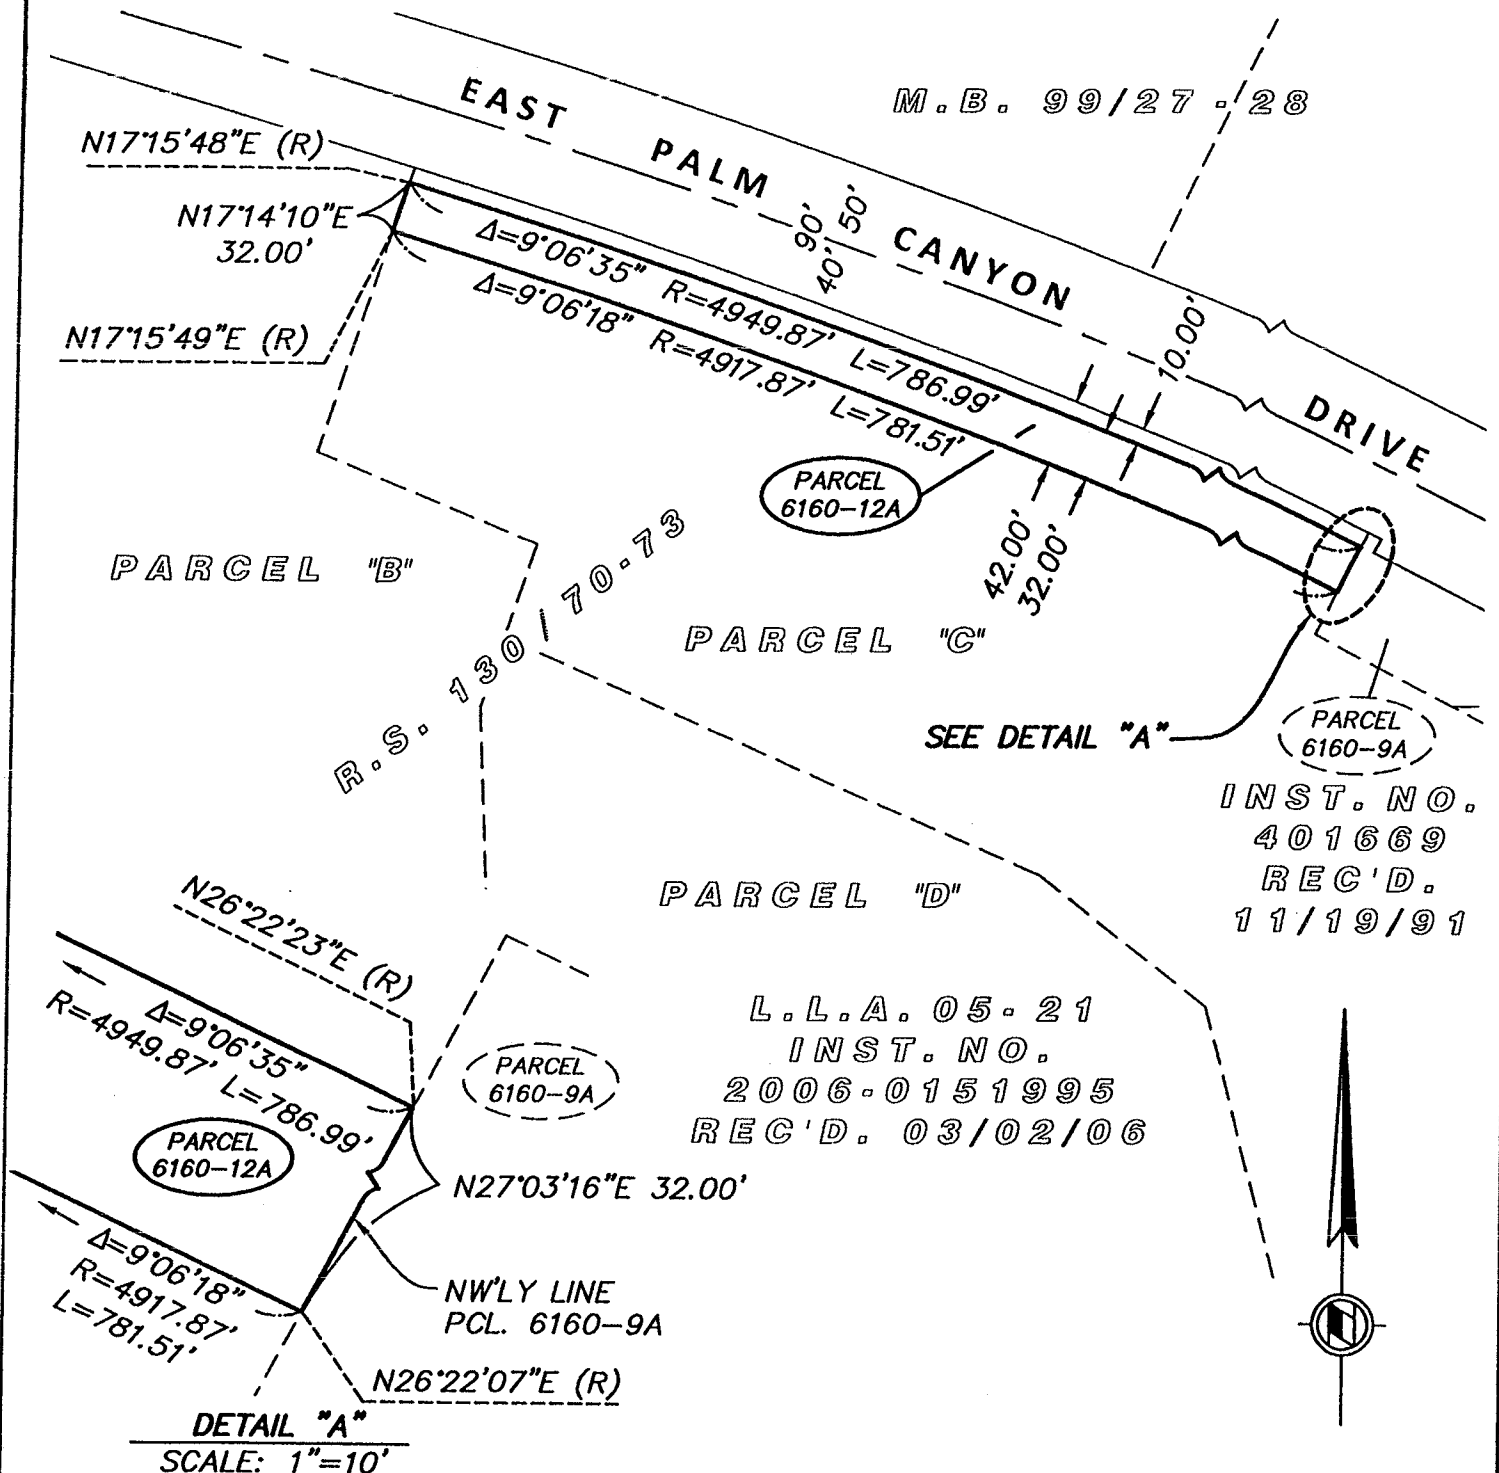 M.B. 99/27-28
EAST PALM CANYON DRIVE
N17°15'48"E (R)
N17°14'10"E
32.00'
N17°15'49"E (R)
90'
40' 50'
10.00'
Δ=9°06'35" R=4949.87' L=786.99'
Δ=9°06'18" R=4917.87' L=781.51'
PARCEL
6160-12A
42.00'
32.00'
PARCEL "B"
R.S. 130/70-73
PARCEL "C"
SEE DETAIL "A"
PARCEL
6160-9A
INST. NO.
401669
REC'D.
11/19/91
PARCEL "D"
L.L.A. 05-21
INST. NO.
2006-0151995
REC'D. 03/02/06
N26°22'23"E (R)
Δ=9°06'35"
R=4949.87' L=786.99'
PARCEL
6160-9A
PARCEL
6160-12A
N27°03'16"E 32.00'
Δ=9°06'18"
R=4917.87'
L=781.51'
NW'LY LINE
PCL. 6160-9A
N26°22'07"E (R)
DETAIL "A"
SCALE: 1"=10'